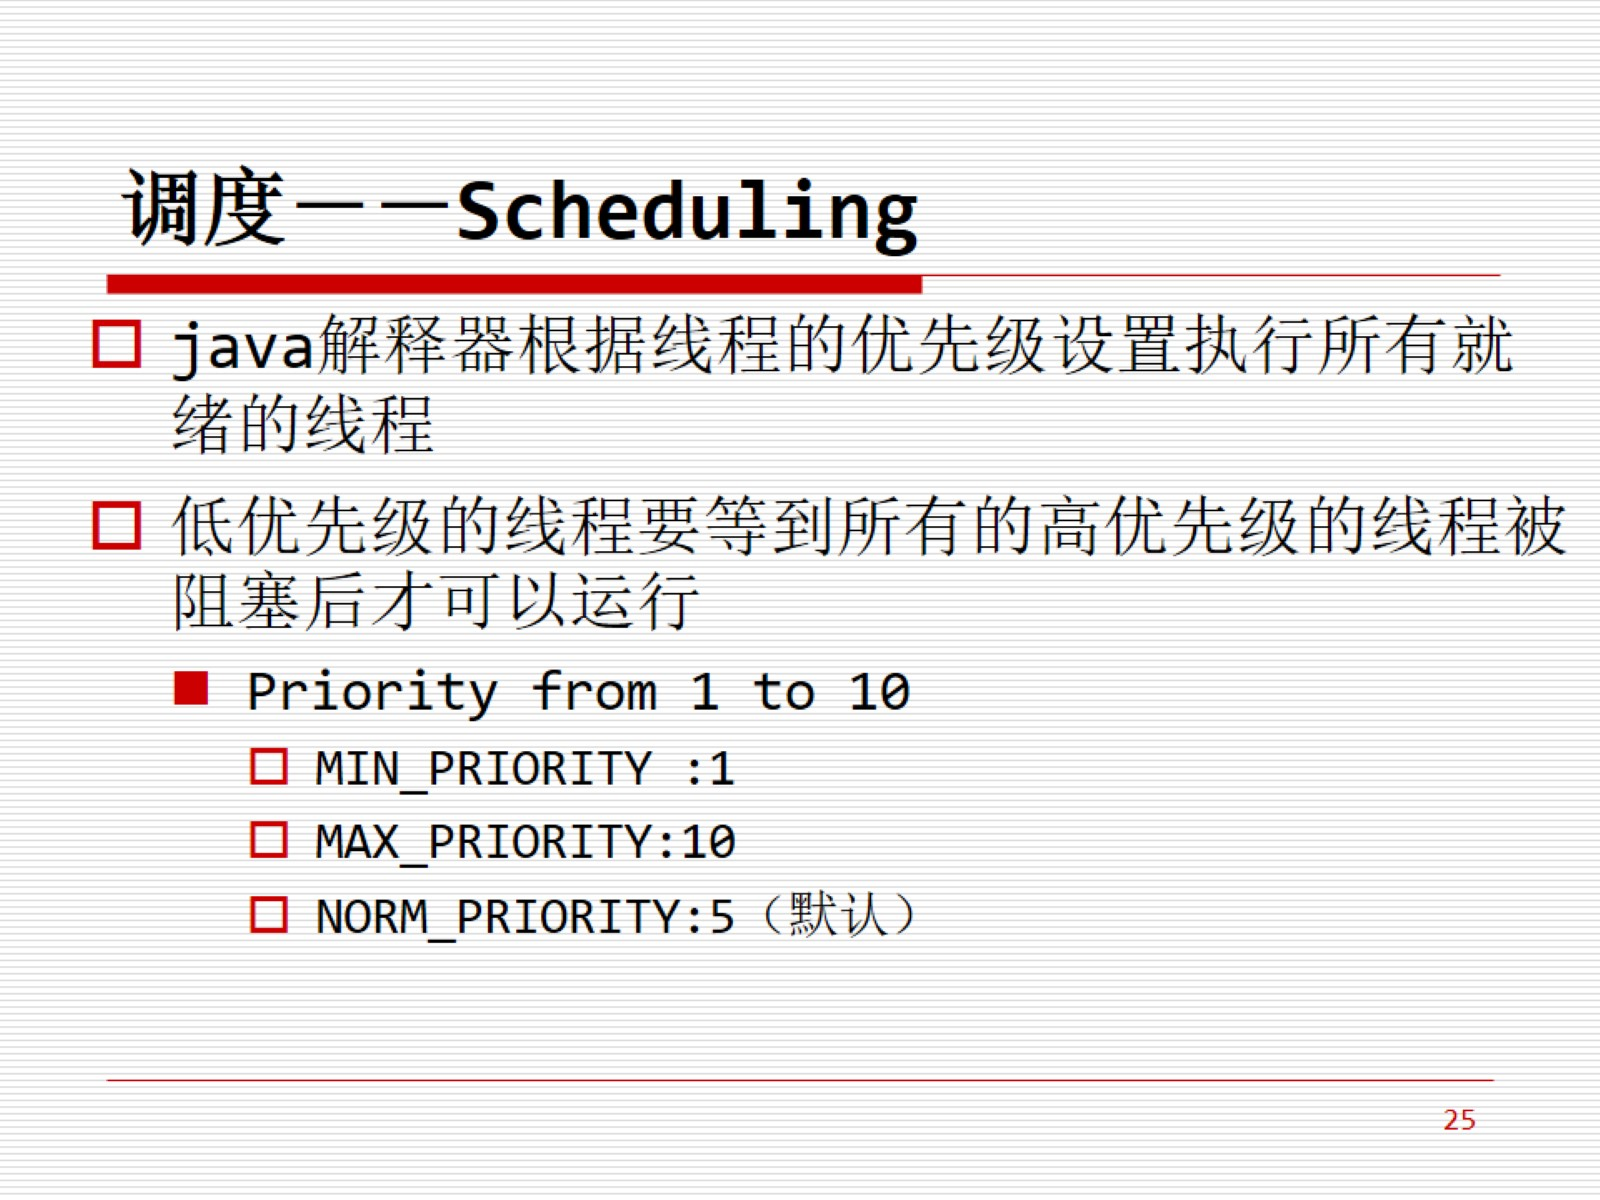 调度——Scheduling
java解释器根据线程的优先级设置执行所有就
绪的线程
低优先级的线程要等到所有的高优先级的线程被
阻塞后才可以运行
Priority from 1 to 10
MIN_PRIORITY :1
MAX_PRIORITY:10
NORM_PRIORITY:5（默认）
25